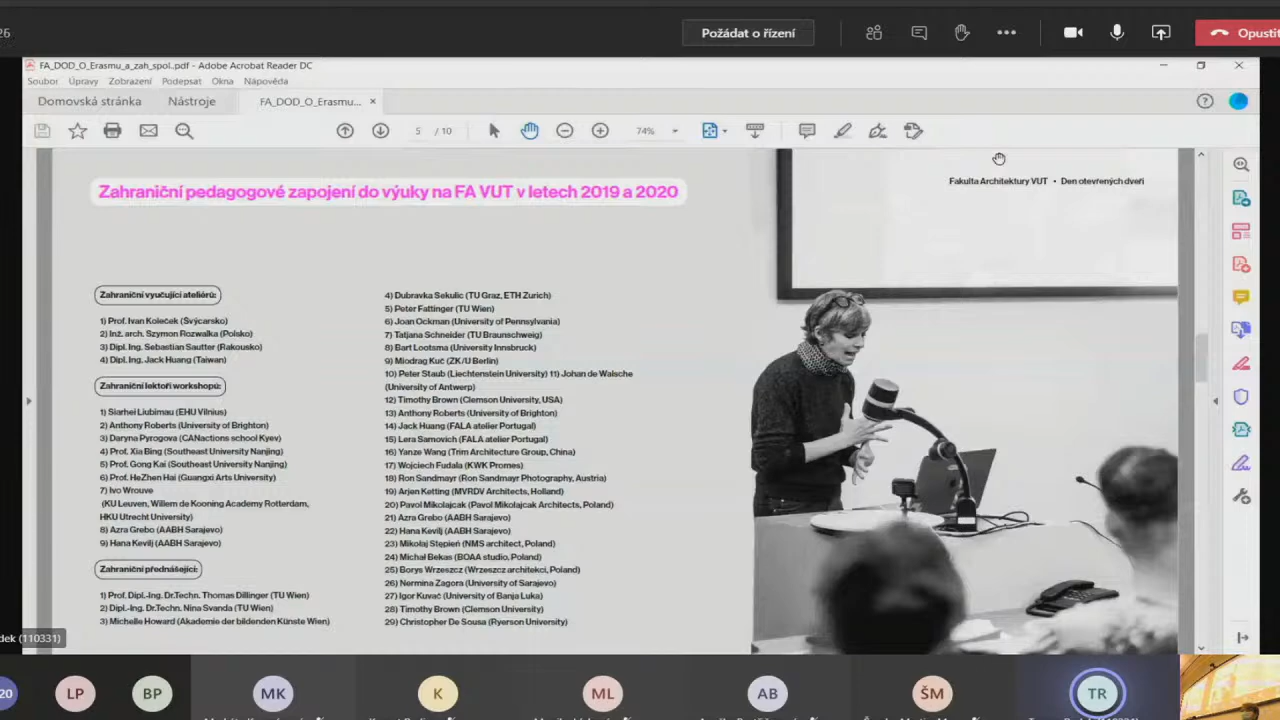 26
Požádat o řízení
Opustit
FA_DOD_O_Erasmu_a_zah_spol..pdf - Adobe Acrobat Reader DC
Soubor Úpravy Zobrazení Podepsat Okna Nápověda
Domovská stránka Nástroje FA_DOD_O_Erasmu... ×
5 / 10 74%
Fakulta Architektury VUT • Den otevřených dveří
Zahraniční pedagogové zapojení do výuky na FA VUT v letech 2019 a 2020
Zahraniční vyučující ateliérů:
1) Prof. Ivan Koleček (Švýcarsko)
2) Inż. arch. Szymon Rozwalka (Polsko)
3) Dipl. Ing. Sebastian Sautter (Rakousko)
4) Dipl. Ing. Jack Huang (Taiwan)
Zahraniční lektoři workshopů:
1) Siarhei Liubimau (EHU Vilnius)
2) Anthony Roberts (University of Brighton)
3) Daryna Pyrogova (CANactions school Kyev)
4) Prof. Xia Bing (Southeast University Nanjing)
5) Prof. Gong Kai (Southeast University Nanjing)
6) Prof. HeZhen Hai (Guangxi Arts University)
7) Ivo Vrouwe
(KU Leuven, Willem de Kooning Academy Rotterdam,
HKU Utrecht University)
8) Azra Grebo (AABH Sarajevo)
9) Hana Kevilj (AABH Sarajevo)
Zahraniční přednášející:
1) Prof. Dipl.-Ing. Dr.Techn. Thomas Dillinger (TU Wien)
2) Dipl.-Ing. Dr.Techn. Nina Svanda (TU Wien)
3) Michelle Howard (Akademie der bildenden Künste Wien)
4) Dubravka Sekulic (TU Graz, ETH Zurich)
5) Peter Fattinger (TU Wien)
6) Joan Ockman (University of Pennsylvania)
7) Tatjana Schneider (TU Braunschweig)
8) Bart Lootsma (University Innsbruck)
9) Miodrag Kuč (ZK/U Berlin)
10) Peter Staub (Liechtenstein University) 11) Johan de Walsche
(University of Antwerp)
12) Timothy Brown (Clemson University, USA)
13) Anthony Roberts (University of Brighton)
14) Jack Huang (FALA atelier Portugal)
15) Lera Samovich (FALA atelier Portugal)
16) Yanze Wang (Trim Architecture Group, China)
17) Wojciech Fudala (KWK Promes)
18) Ron Sandmayr (Ron Sandmayr Photography, Austria)
19) Arjen Ketting (MVRDV Architects, Holland)
20) Pavol Mikolajcak (Pavol Mikolajcak Architects, Poland)
21) Azra Grebo (AABH Sarajevo)
22) Hana Kevilj (AABH Sarajevo)
23) Mikołaj Stępień (NMS architect, Poland)
24) Michał Bekas (BOAA studio, Poland)
25) Borys Wrzeszcz (Wrzeszcz architekci, Poland)
26) Nermina Zagora (University of Sarajevo)
27) Igor Kuvač (University of Banja Luka)
28) Timothy Brown (Clemson University)
29) Christopher De Sousa (Ryerson University)
dek (110331)
20 LP BP MK K ML AB ŠM TR